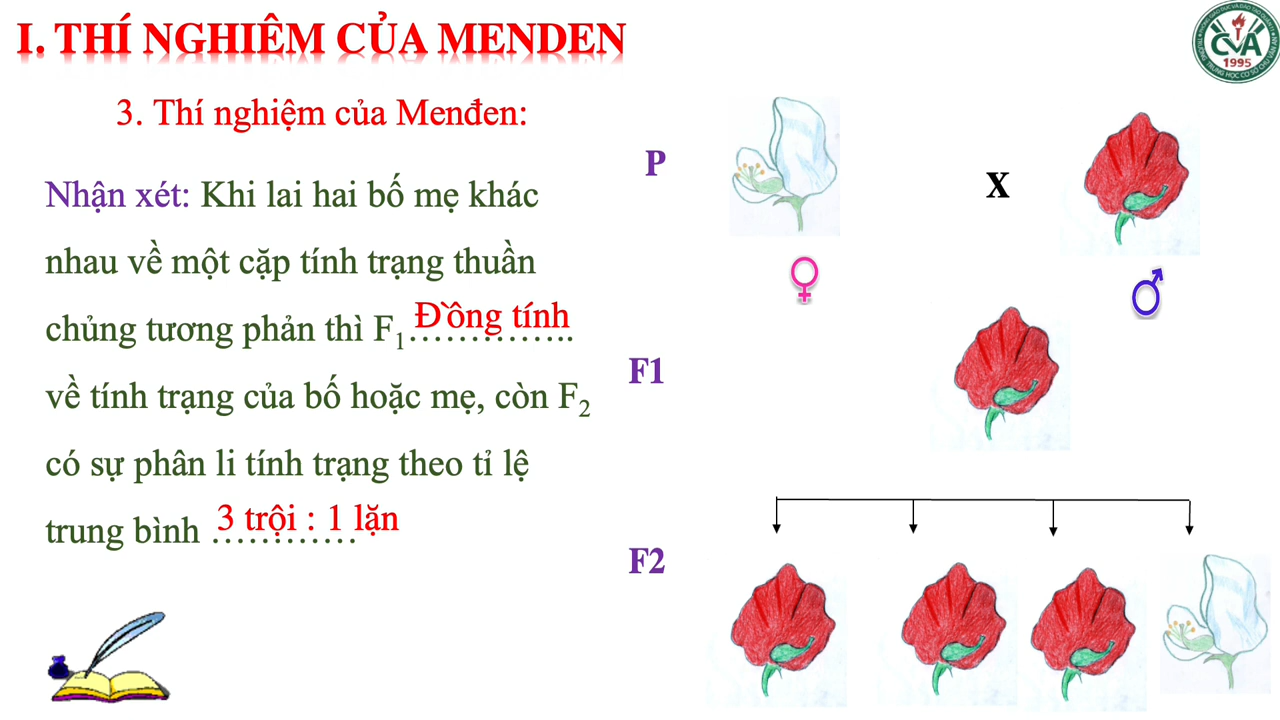 I. THÍ NGHIÊM CỦA MENDEN
3. Thí nghiệm của Menđen:
Nhận xét: Khi lai hai bố mẹ khác
nhau về một cặp tính trạng thuần
chủng tương phản thì F1 Đồng tính
về tính trạng của bố hoặc mẹ, còn F2
có sự phân li tính trạng theo tỉ lệ
trung bình 3 trội : 1 lặn
P
X
♀
♂
F1
F2
CVA
1995